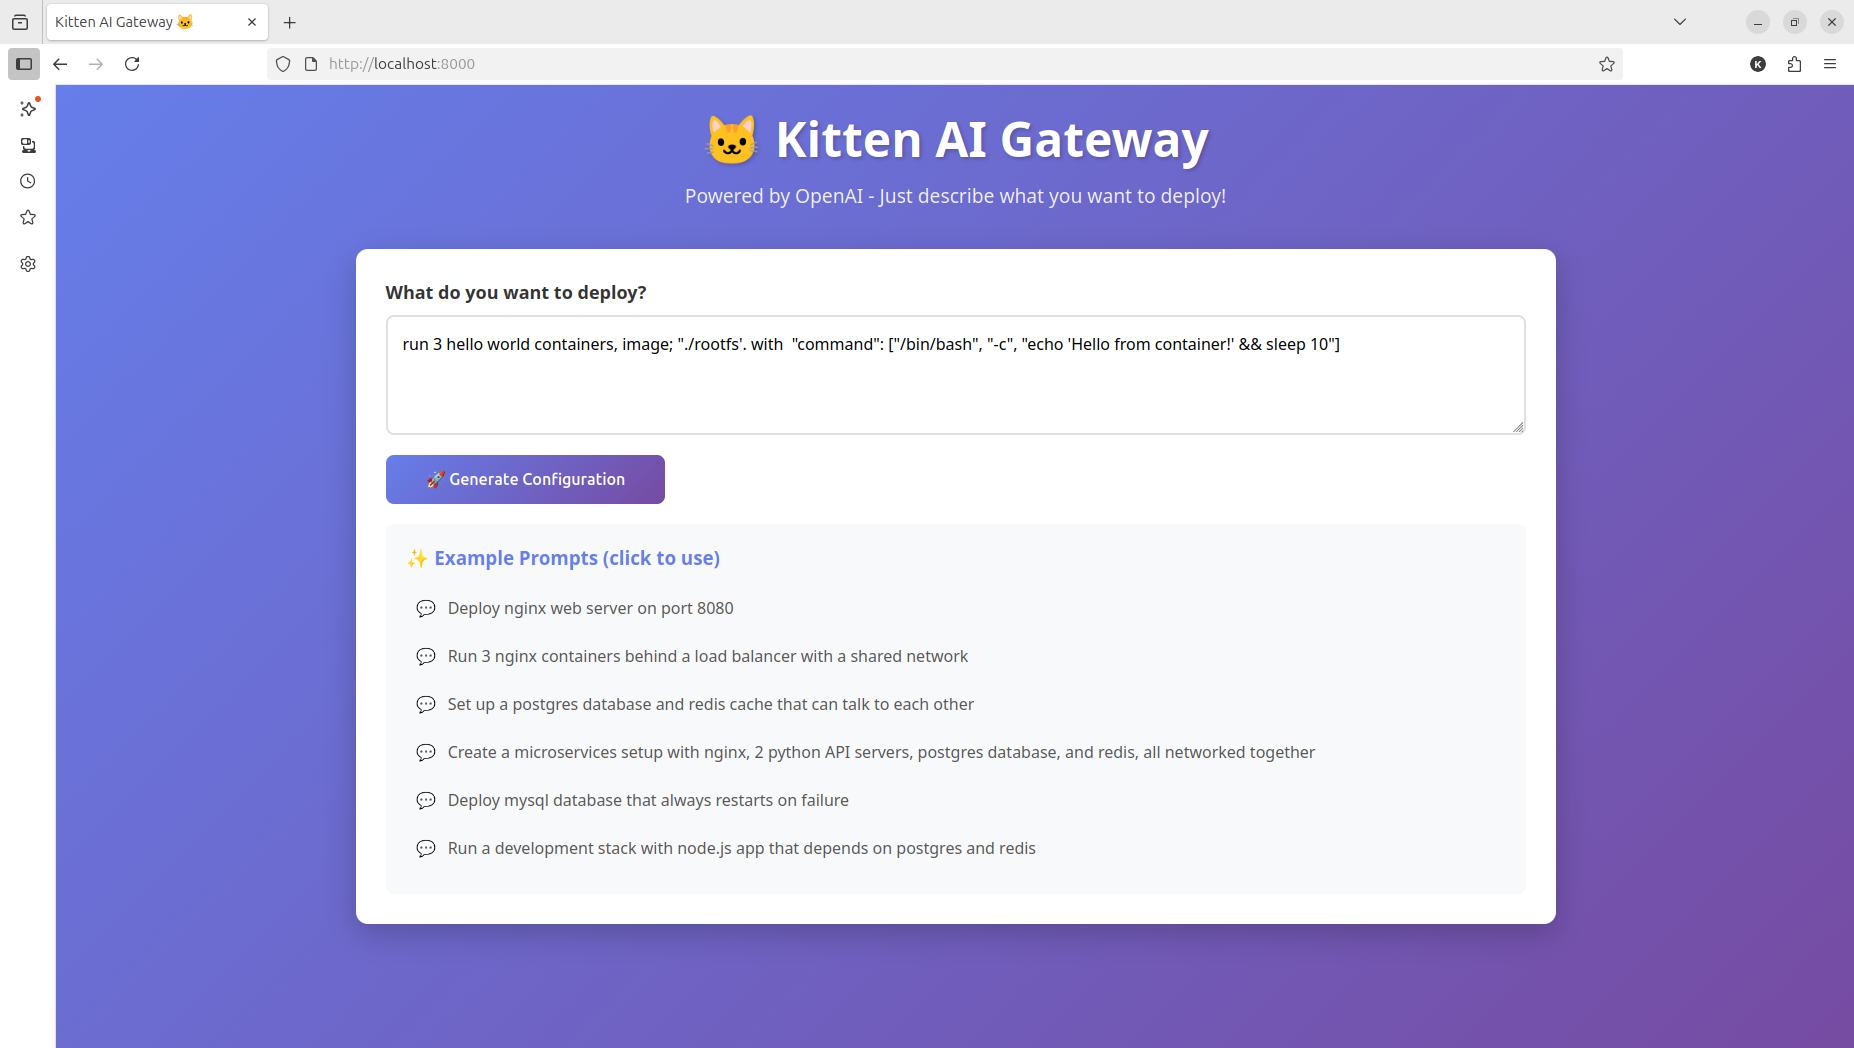 Kitten AI Gateway
http://localhost:8000
K
Kitten AI Gateway
Powered by OpenAI - Just describe what you want to deploy!
What do you want to deploy?
run 3 hello world containers, image; "./rootfs'. with  "command": ["/bin/bash", "-c", "echo 'Hello from container!' && sleep 10"]
🚀 Generate Configuration
✨ Example Prompts (click to use)
Deploy nginx web server on port 8080
Run 3 nginx containers behind a load balancer with a shared network
Set up a postgres database and redis cache that can talk to each other
Create a microservices setup with nginx, 2 python API servers, postgres database, and redis, all networked together
Deploy mysql database that always restarts on failure
Run a development stack with node.js app that depends on postgres and redis